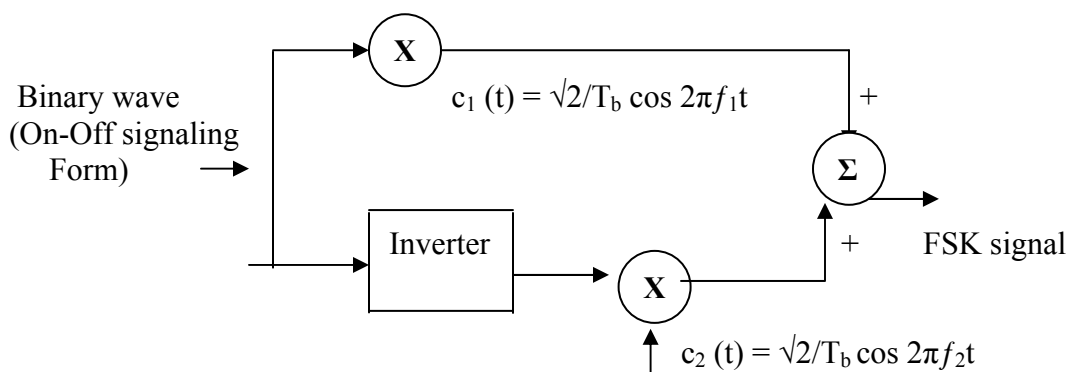 X
c₁ (t) = √2/T_b cos 2πf₁t
Binary wave
(On-Off signaling
Form)
+
Σ
Inverter
+
FSK signal
X
c₂ (t) = √2/T_b cos 2πf₂t